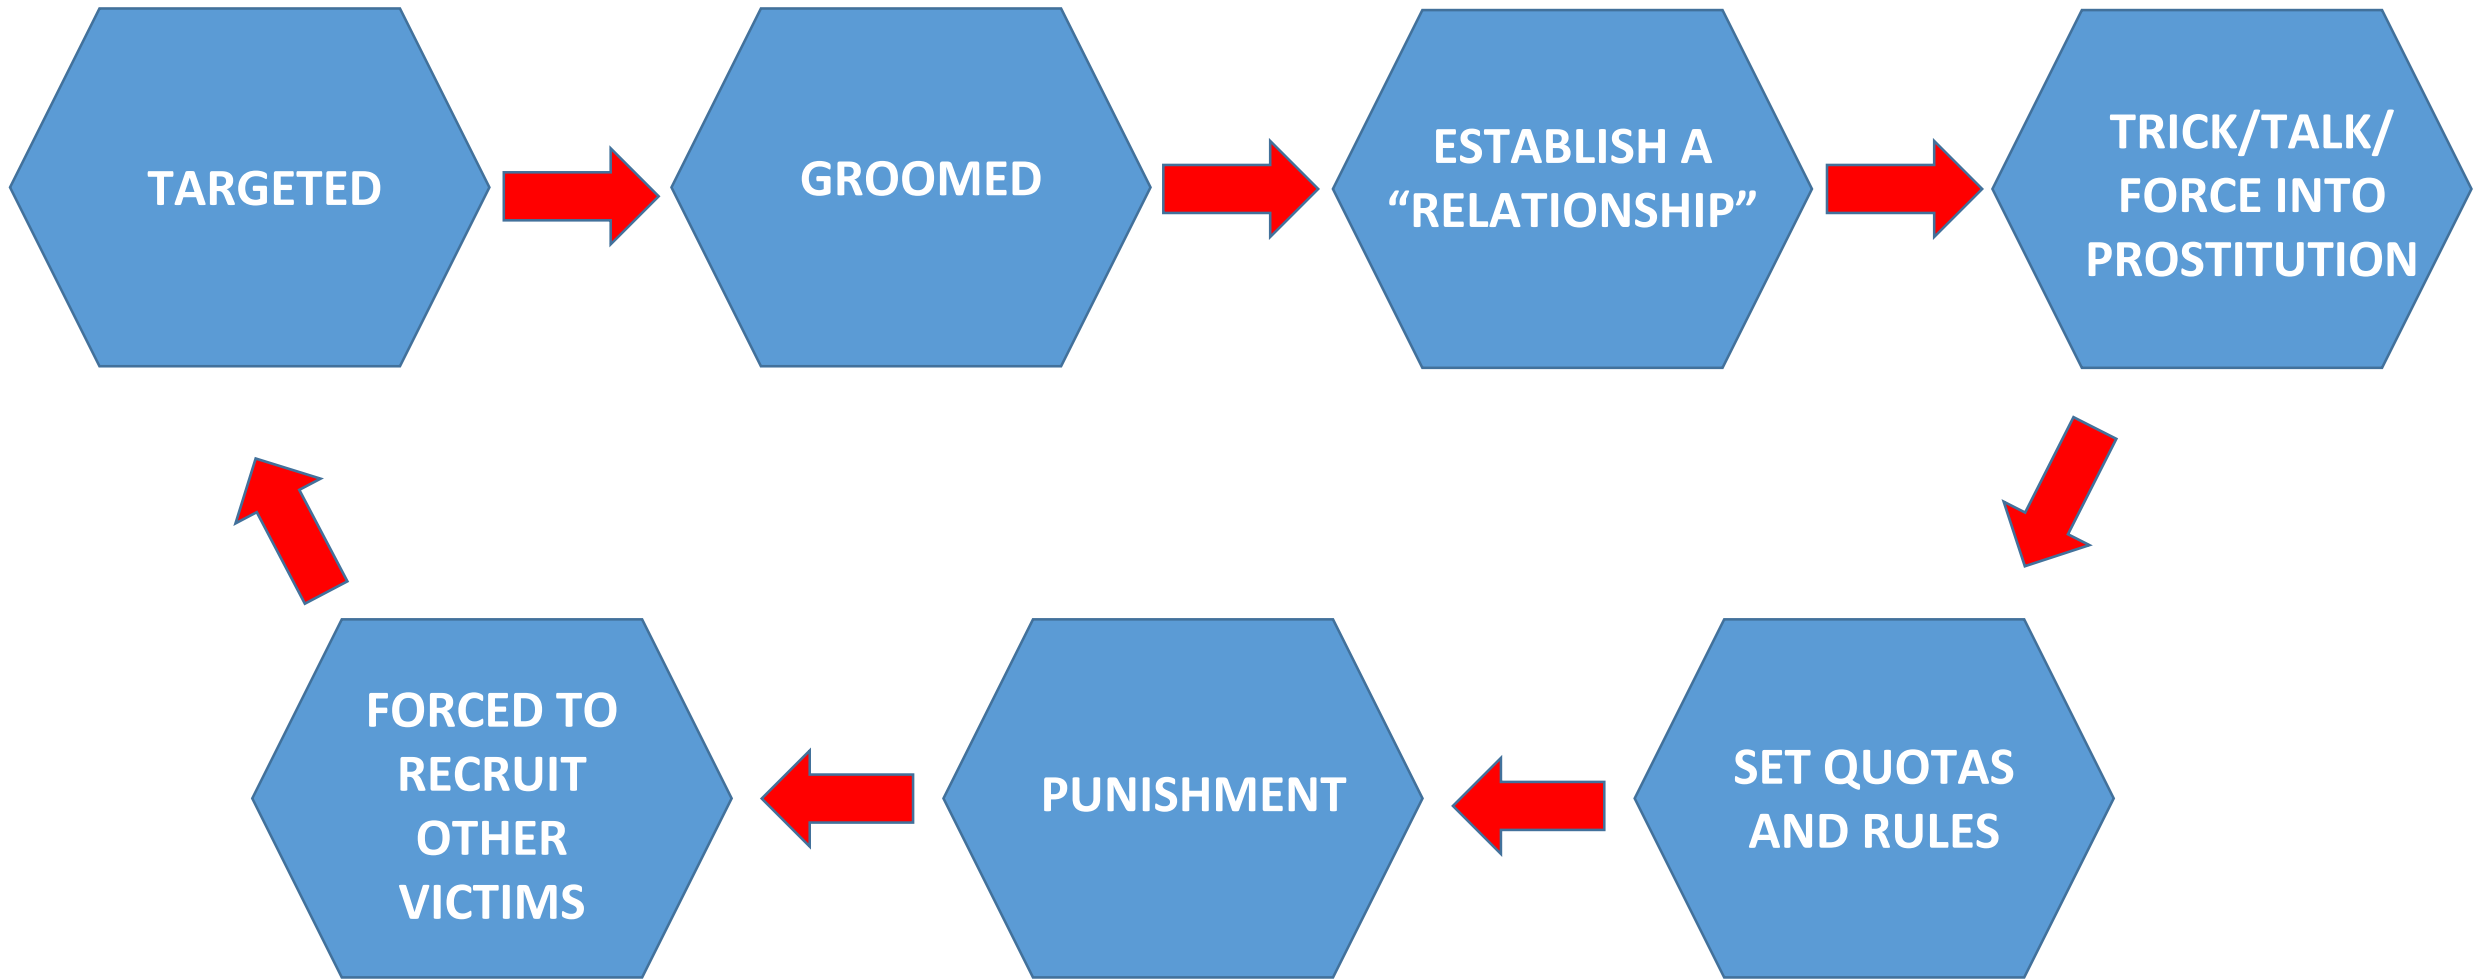 TARGETED
GROOMED
ESTABLISH A
“RELATIONSHIP”
TRICK/TALK/
FORCE INTO
PROSTITUTION
SET QUOTAS
AND RULES
PUNISHMENT
FORCED TO
RECRUIT
OTHER
VICTIMS